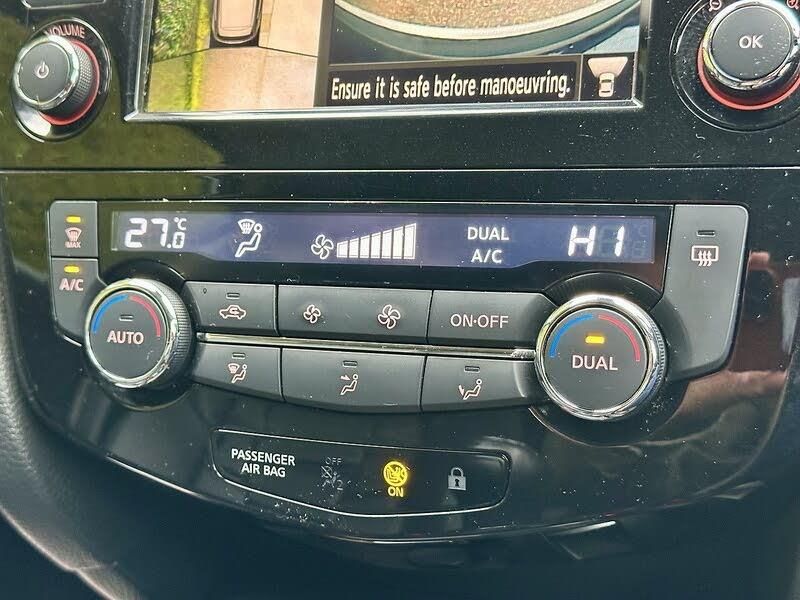 VOLUME
OK
Ensure it is safe before manoeuvring.
MAX
A/C
27.0 °C
DUAL
A/C
HI
AUTO
ON·OFF
DUAL
PASSENGER
AIR BAG
OFF
ON